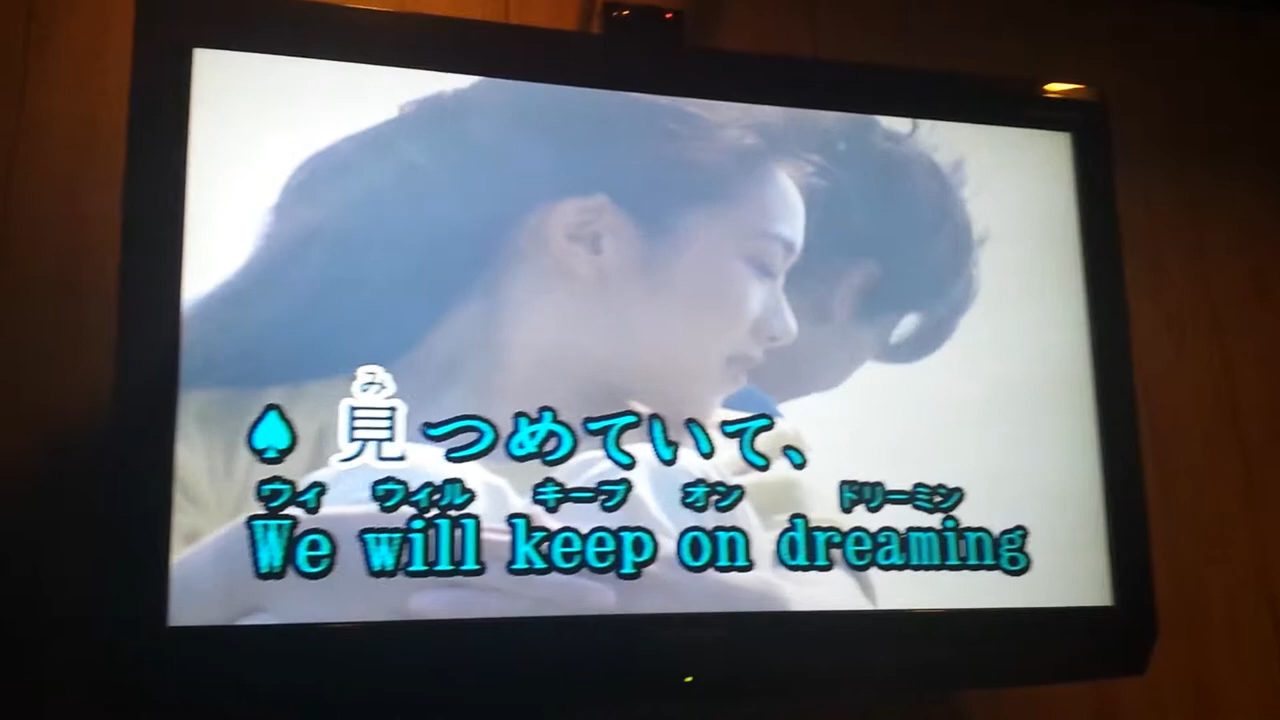 み
♠ 見つめていて、
ウィ ウィル キープ オン ドリーミン
We will keep on dreaming